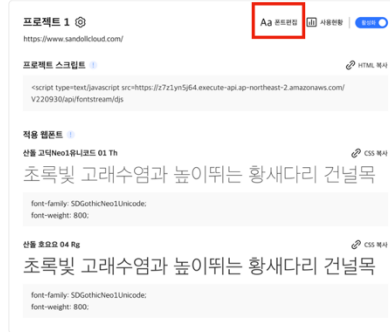 프로젝트 1
Aa 폰트편집
사용현황
활성화
https://www.sandollcloud.com/
프로젝트 스크립트
HTML 복사
<script type=text/javascript src=https://z7z1yn5j64.execute-api.ap-northeast-2.amazonaws.com/
V220930/api/fontstream/djs
적용 웹폰트
산돌 고딕Neo1유니코드 01 Th
CSS 복사
초록빛 고래수염과 높이뛰는 황새다리 건널목
font-family: SDGothicNeo1Unicode;
font-weight: 800;
산돌 호요요 04 Rg
CSS 복사
초록빛 고래수염과 높이뛰는 황새다리 건널목
font-family: SDGothicNeo1Unicode;
font-weight: 800;